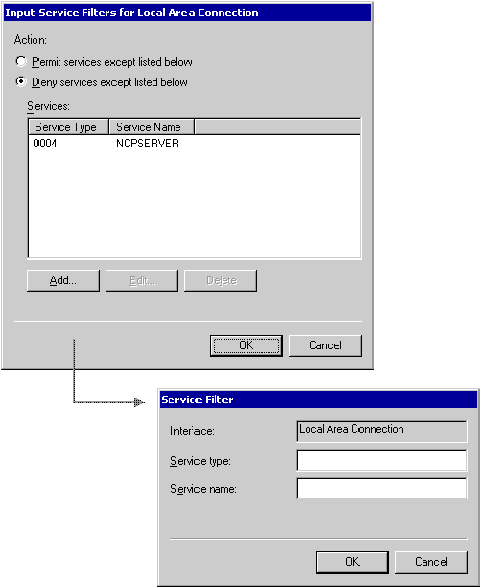 Input Service Filters for Local Area Connection
Action:
Permit services except listed below
Deny services except listed below
Services:
Service Type Service Name
0004 NCPSERVER
Add... Edit... Delete
OK Cancel
Service Filter
Interface: Local Area Connection
Service type:
Service name:
OK Cancel